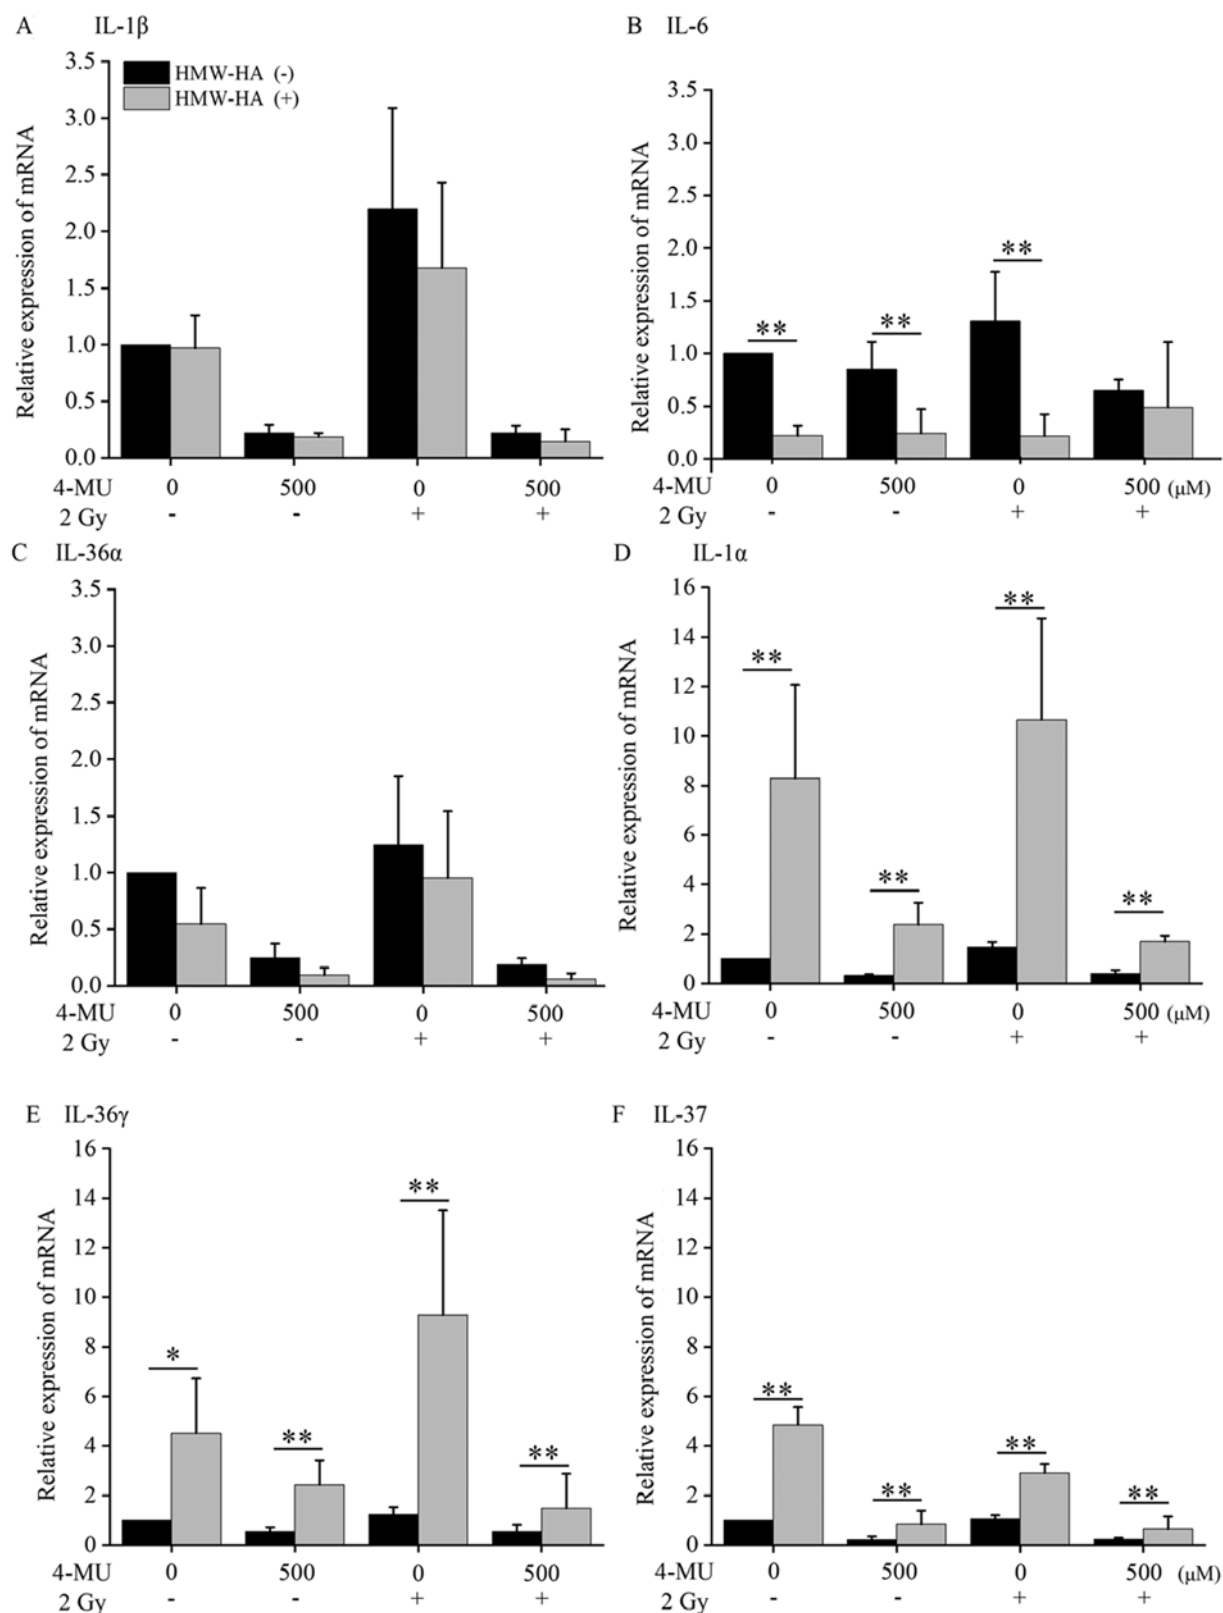 A IL-1β
3.5
3.0
2.5
2.0
1.5
1.0
0.5
0.0
Relative expression of mRNA
HMW-HA (-)
HMW-HA (+)
4-MU 0 500 0 500
2 Gy - - + +
B IL-6
3.5
3.0
2.5
2.0
1.5
1.0
0.5
0.0
Relative expression of mRNA
** ** **
4-MU 0 500 0 500 (μM)
2 Gy - - + +
C IL-36α
3.5
3.0
2.5
2.0
1.5
1.0
0.5
0.0
Relative expression of mRNA
4-MU 0 500 0 500
2 Gy - - + +
D IL-1α
16
14
12
10
8
6
4
2
0
Relative expression of mRNA
** ** ** **
4-MU 0 500 0 500 (μM)
2 Gy - - + +
E IL-36γ
16
14
12
10
8
6
4
2
0
Relative expression of mRNA
* ** ** **
4-MU 0 500 0 500
2 Gy - - + +
F IL-37
16
14
12
10
8
6
4
2
0
Relative expression of mRNA
** ** ** **
4-MU 0 500 0 500 (μM)
2 Gy - - + +